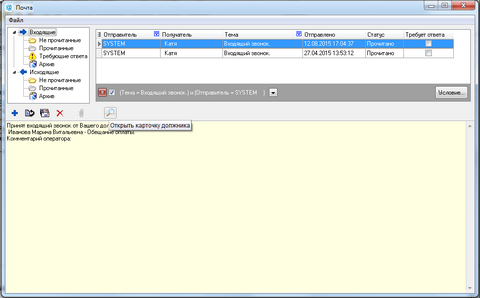 Почта
Файл
Входящие
Не прочитанные
Прочитанные
Требующие ответа
Архив
Исходящие
Не прочитанные
Прочитанные
Архив
Отправитель Получатель Тема Отправлено Статус Требует ответа
SYSTEM Катя Входящий звонок. 12.08.2015 17:04:37 Прочитано
SYSTEM Катя Входящий звонок. 27.04.2015 13:53:12 Прочитано
(Тема = Входящий звонок. ) и (Отправитель = SYSTEM )
Условие...
Принят входящий звонок от Вашего
Открыть карточку должника
Иванова Марина Витальевна - Обещание оплаты.
Комментарий оператора: